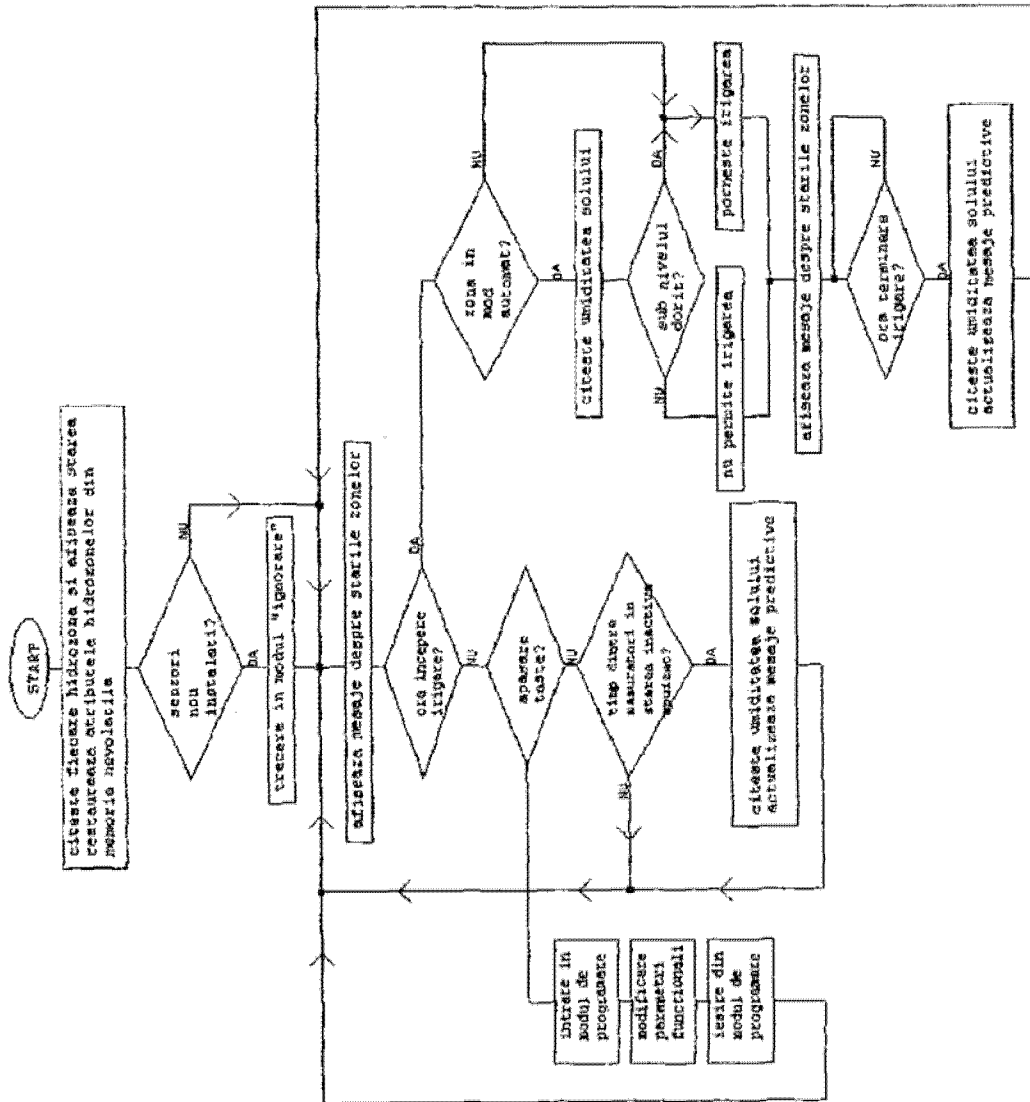 START
citeste fiecare hidrozona si afiseaza starea
restaureaza atributele hidrozonelor din
memoria nevolatila
senzori
nou
instalati?
NU
DA
trecere in modul "ignorare"
afiseaza mesaje despre starile zonelor
ora incepere
irigare?
DA
NU
apasare
taste?
NU
timp dintre
masuratori in
starea inactiva
epuizat?
NU
DA
citeste umiditatea solului
actualizeaza mesaje predictive
intrare in
modul de
programare
modificare
parametri
functionali
iesire din
modul de
programare
zona in
mod
automat?
NU
DA
citeste umiditatea solului
sub nivelul
dorit?
NU
DA
nu permite irigarea
porneste irigarea
afiseaza mesaje despre starile zonelor
ora terminare
irigare?
NU
DA
citeste umiditatea solului
actualizeaza mesaje predictive